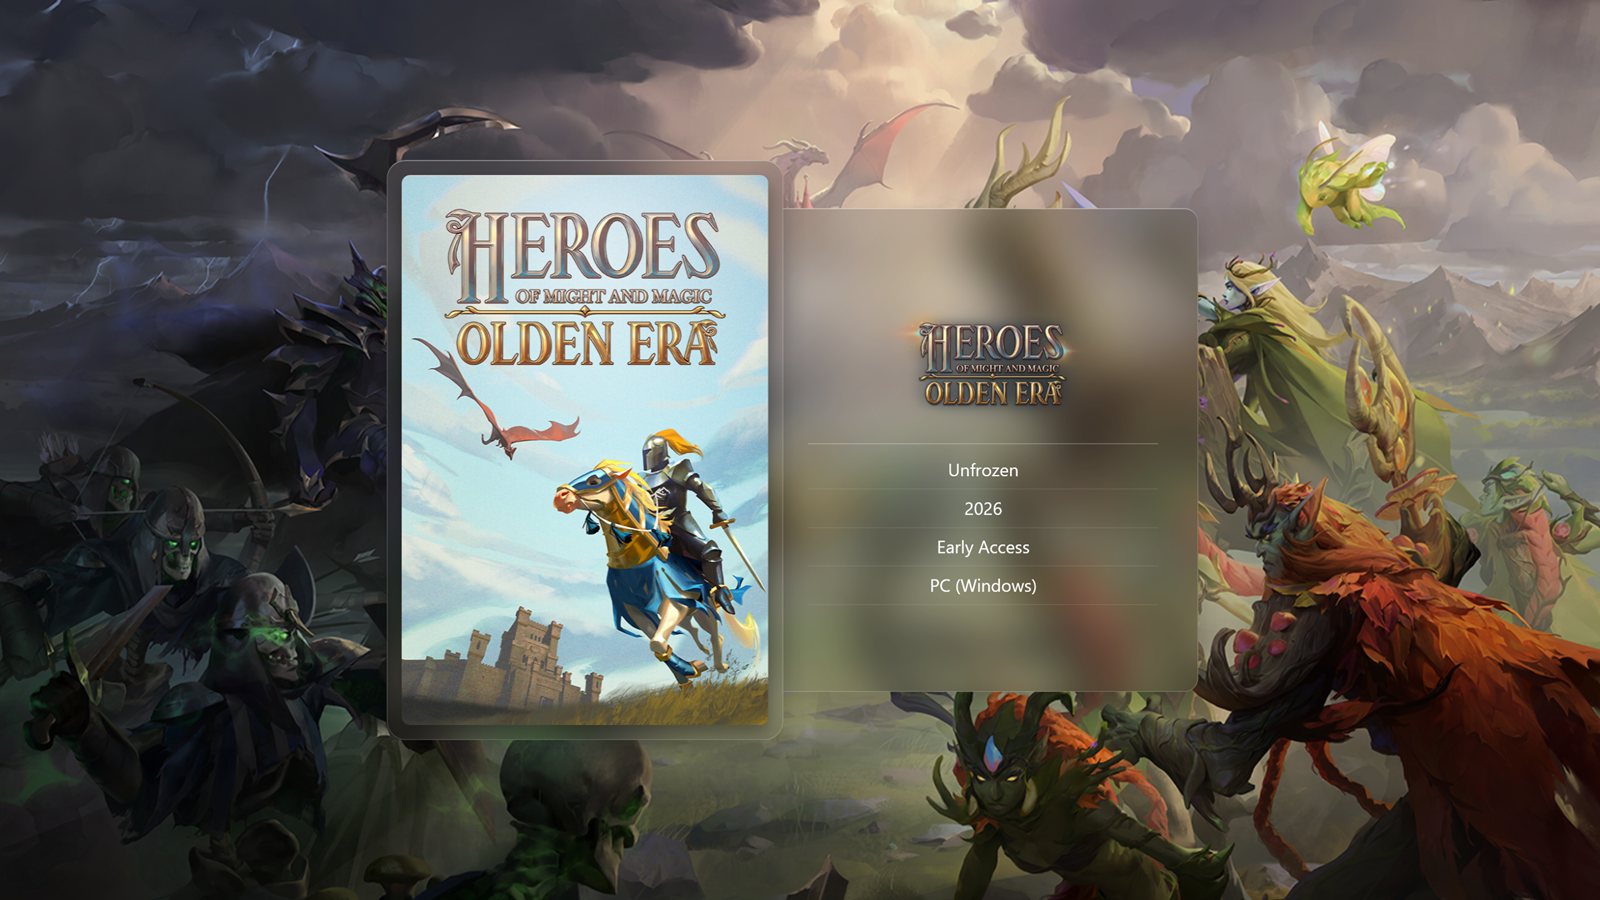 HEROES
OF MIGHT AND MAGIC
OLDEN ERA
HEROES
OF MIGHT AND MAGIC
OLDEN ERA
Unfrozen
2026
Early Access
PC (Windows)